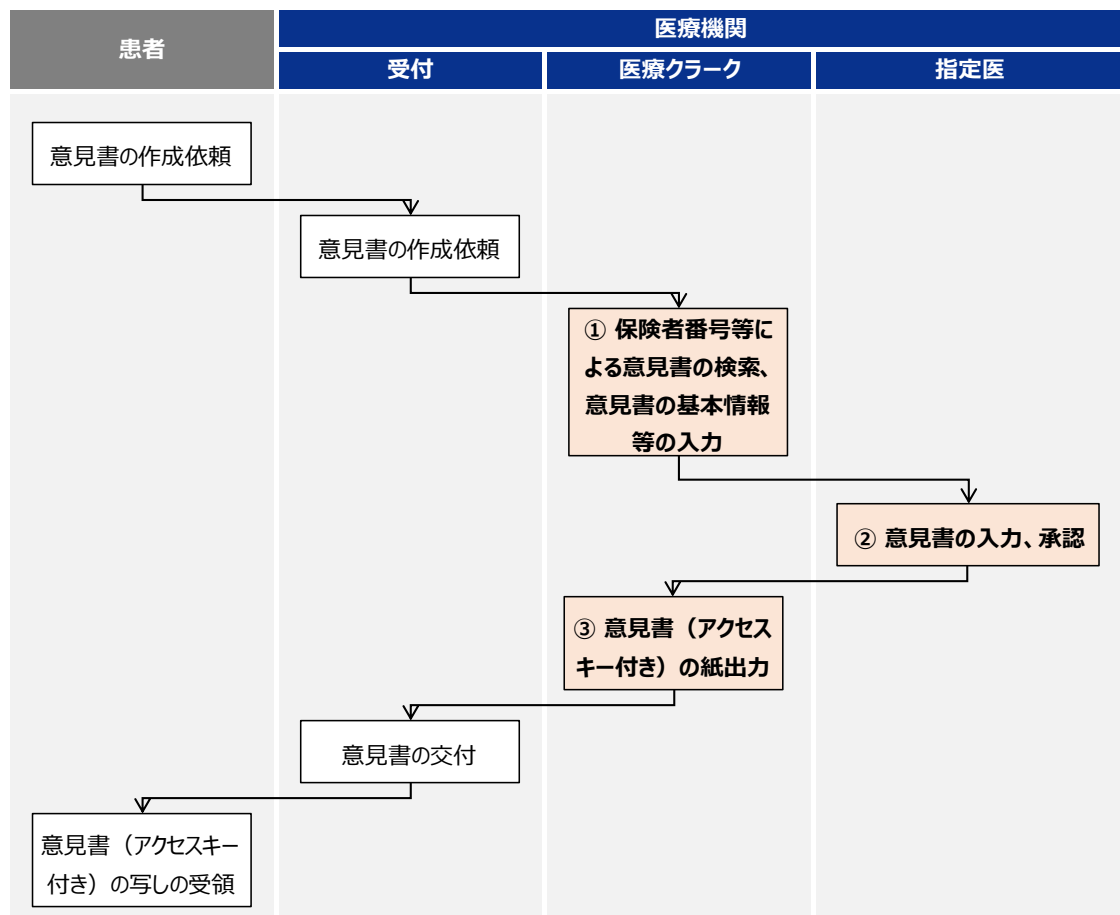 患者
医療機関
受付
医療クラーク
指定医
意見書の作成依頼
意見書の作成依頼
① 保険者番号等に
よる意見書の検索、
意見書の基本情報
等の入力
② 意見書の入力、承認
③ 意見書（アクセス
キー付き）の紙出力
意見書の交付
意見書（アクセスキー
付き）の写しの受領